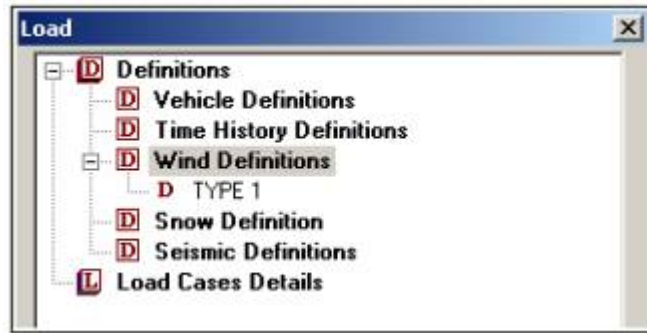 Load
D Definitions
D Vehicle Definitions
D Time History Definitions
D Wind Definitions
D TYPE 1
D Snow Definition
D Seismic Definitions
L Load Cases Details